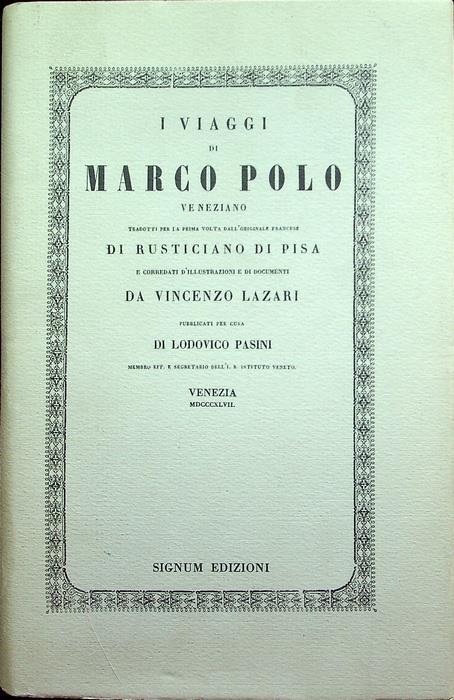 I VIAGGI
DI
MARCO POLO
VENEZIANO
TRADOTTI PER LA PRIMA VOLTA DALL'ORIGINALE FRANCESE
DI RUSTICIANO DI PISA
E CORREDATI D'ILLUSTRAZIONI E DI DOCUMENTI
DA VINCENZO LAZARI
PUBBLICATI PER CURA
DI LODOVICO PASINI
MEMBRO EFF. E SEGRETARIO DELL'I. R. ISTITUTO VENETO.
VENEZIA
MDCCCXLVII.
SIGNUM EDIZIONI